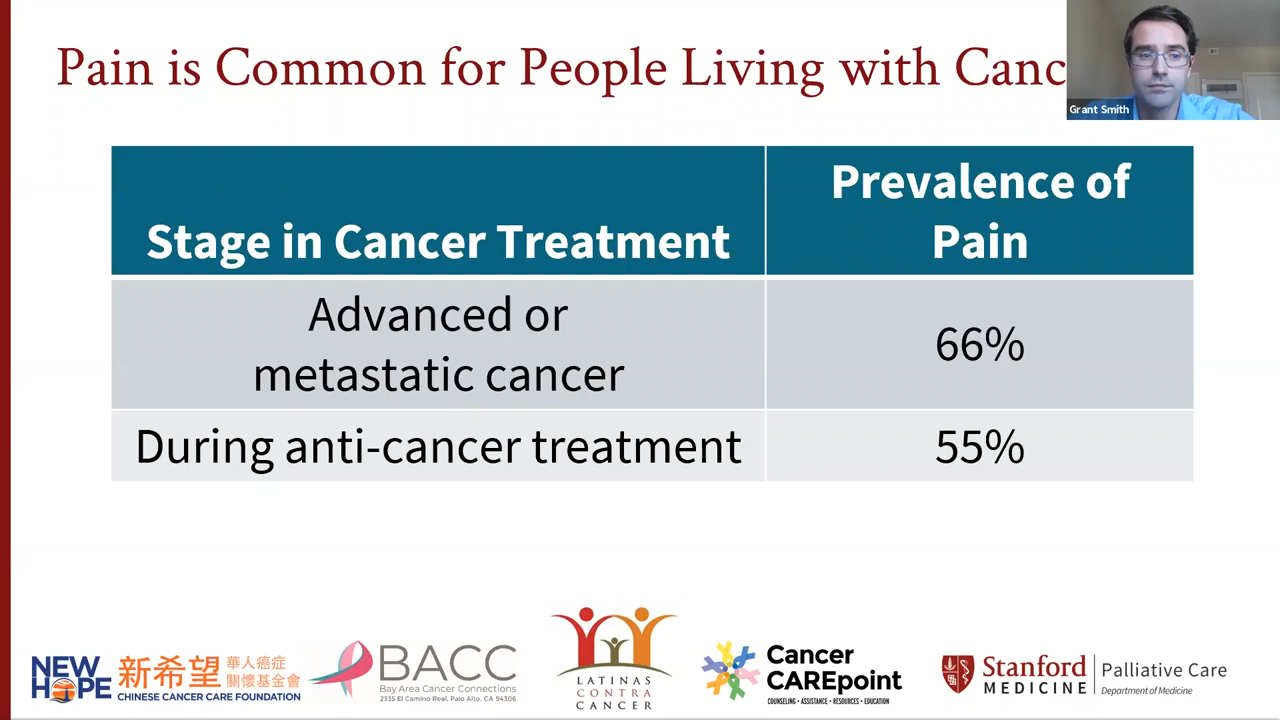 Pain is Common for People Living with Canc
Grant Smith
Stage in Cancer Treatment
Prevalence of
Pain
Advanced or
metastatic cancer
66%
During anti-cancer treatment
55%
NEW
HOPE
新希望
華人癌症
關懷基金會
CHINESE CANCER CARE FOUNDATION
BACC
Bay Area Cancer Connections
2335 El Camino Real, Palo Alto, CA 94306
LATINAS
CONTRA
CANCER
Cancer
CAREpoint
COUNSELING • ASSISTANCE • RESOURCES • EDUCATION
Stanford
MEDICINE
Palliative Care
Department of Medicine